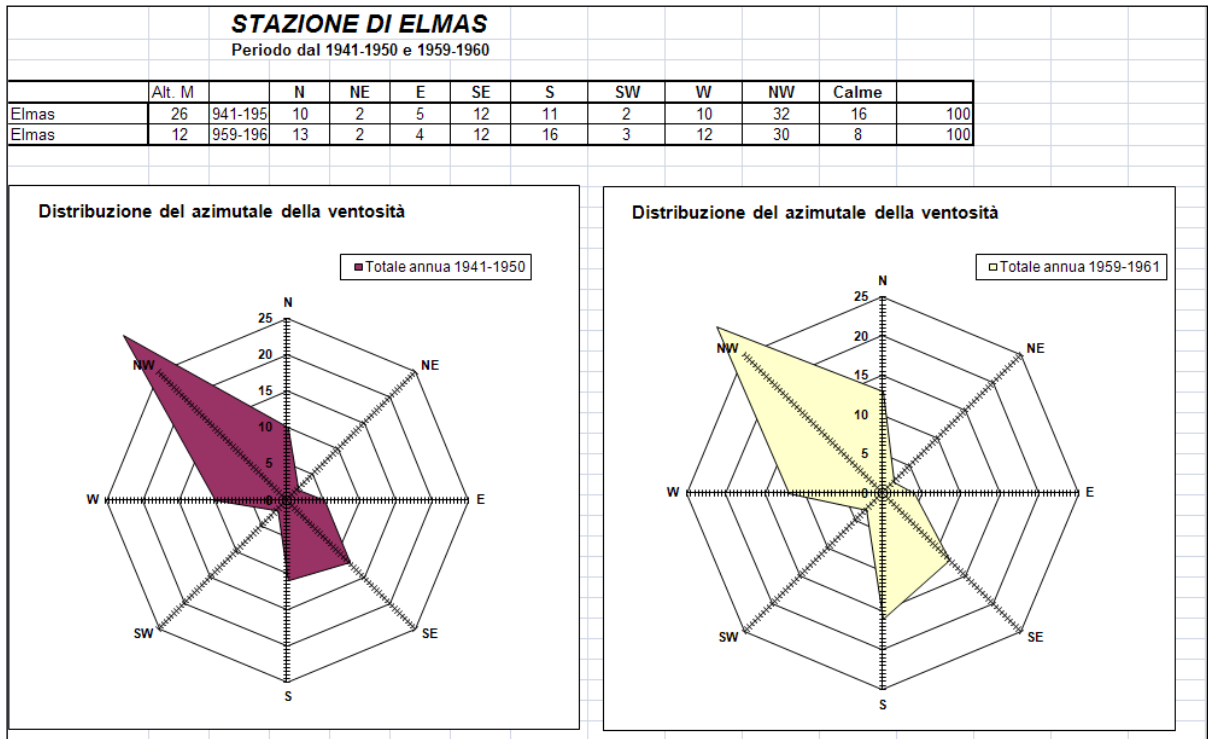 STAZIONE DI ELMAS
Periodo dal 1941-1950 e 1959-1960
Alt. M N NE E SE S SW W NW Calme
Elmas 26 941-195 10 2 5 12 11 2 10 32 16 100
Elmas 12 959-196 13 2 4 12 16 3 12 30 8 100
Distribuzione del azimutale della ventosità
Totale annua 1941-1950
N
25
NE
20
NW
15
10
5
W
0
E
SW
SE
S
Distribuzione del azimutale della ventosità
Totale annua 1959-1961
N
25
NE
NW
20
15
10
5
W
0
E
SW
SE
S